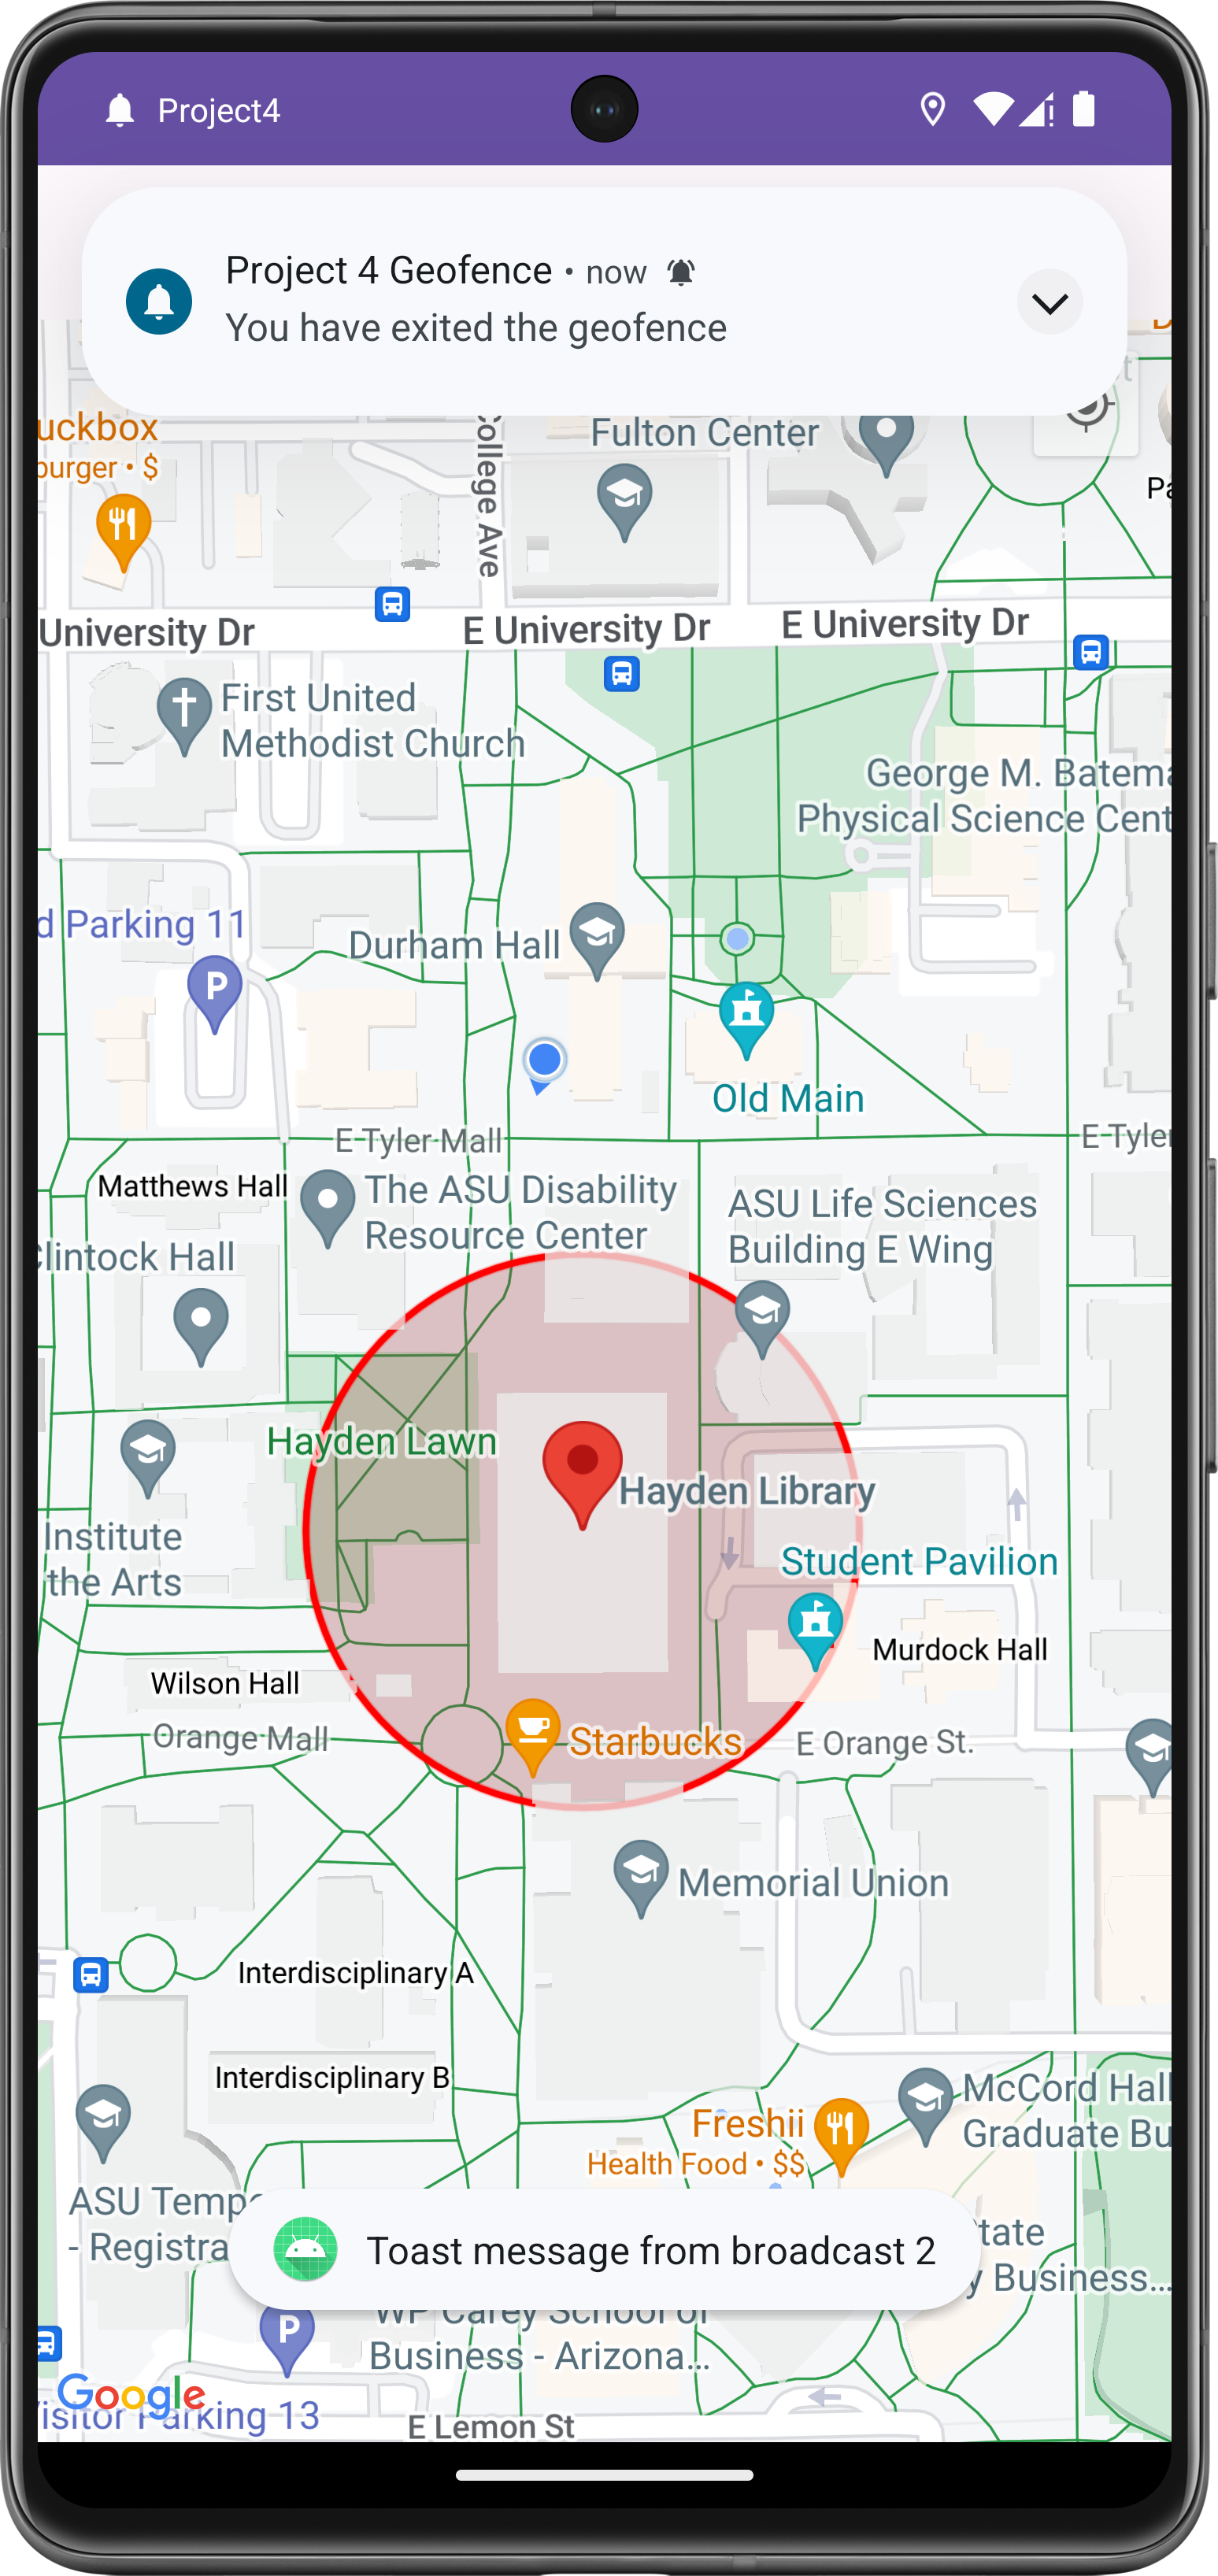 Project4
Project 4 Geofence • now
You have exited the geofence
uckbox
burger • $
Fulton Center
College Ave
Pa
University Dr
E University Dr
E University Dr
First United
Methodist Church
George M. Batema
Physical Science Cent
d Parking 11
P
Durham Hall
Old Main
E Tyler Mall
E Tyler
Matthews Hall
The ASU Disability
Resource Center
ASU Life Sciences
Building E Wing
Clintock Hall
Hayden Lawn
Hayden Library
Institute
the Arts
Student Pavilion
Murdock Hall
Wilson Hall
Orange Mall
Starbucks
E Orange St.
Memorial Union
Interdisciplinary A
Interdisciplinary B
Freshii
Health Food • $$
McCord Hall
Graduate Bu
ASU Tempe
- Registra
Toast message from broadcast 2
tate
y Business...
P
WP Carey School of
Business - Arizona...
Google
Visitor Parking 13
E Lemon St